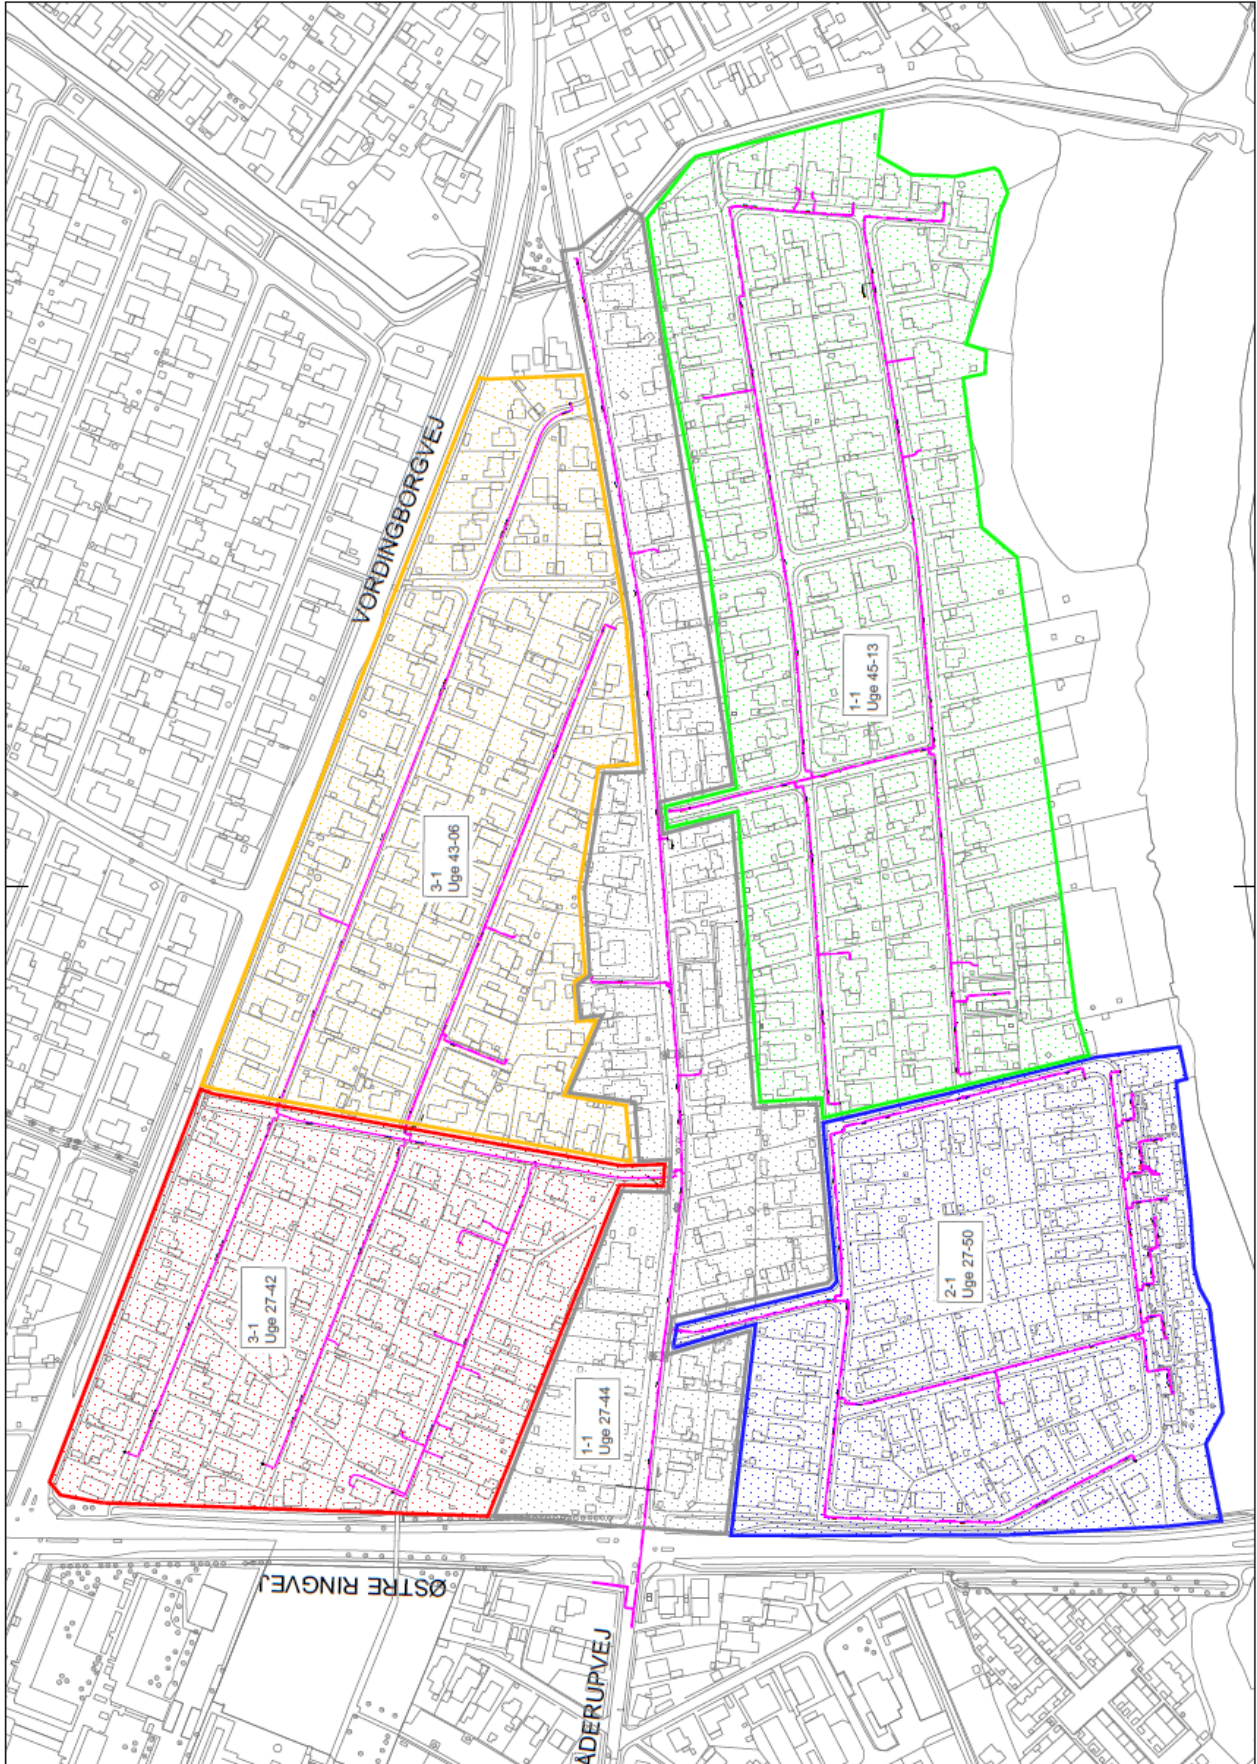 VORDINGBORGVEJ
1-1
Uge 45-13
3-1
Uge 43-06
2-1
Uge 27-50
3-1
Uge 27-42
1-1
Uge 27-44
ØSTRE RINGVEJ
ÅDERUPVEJ